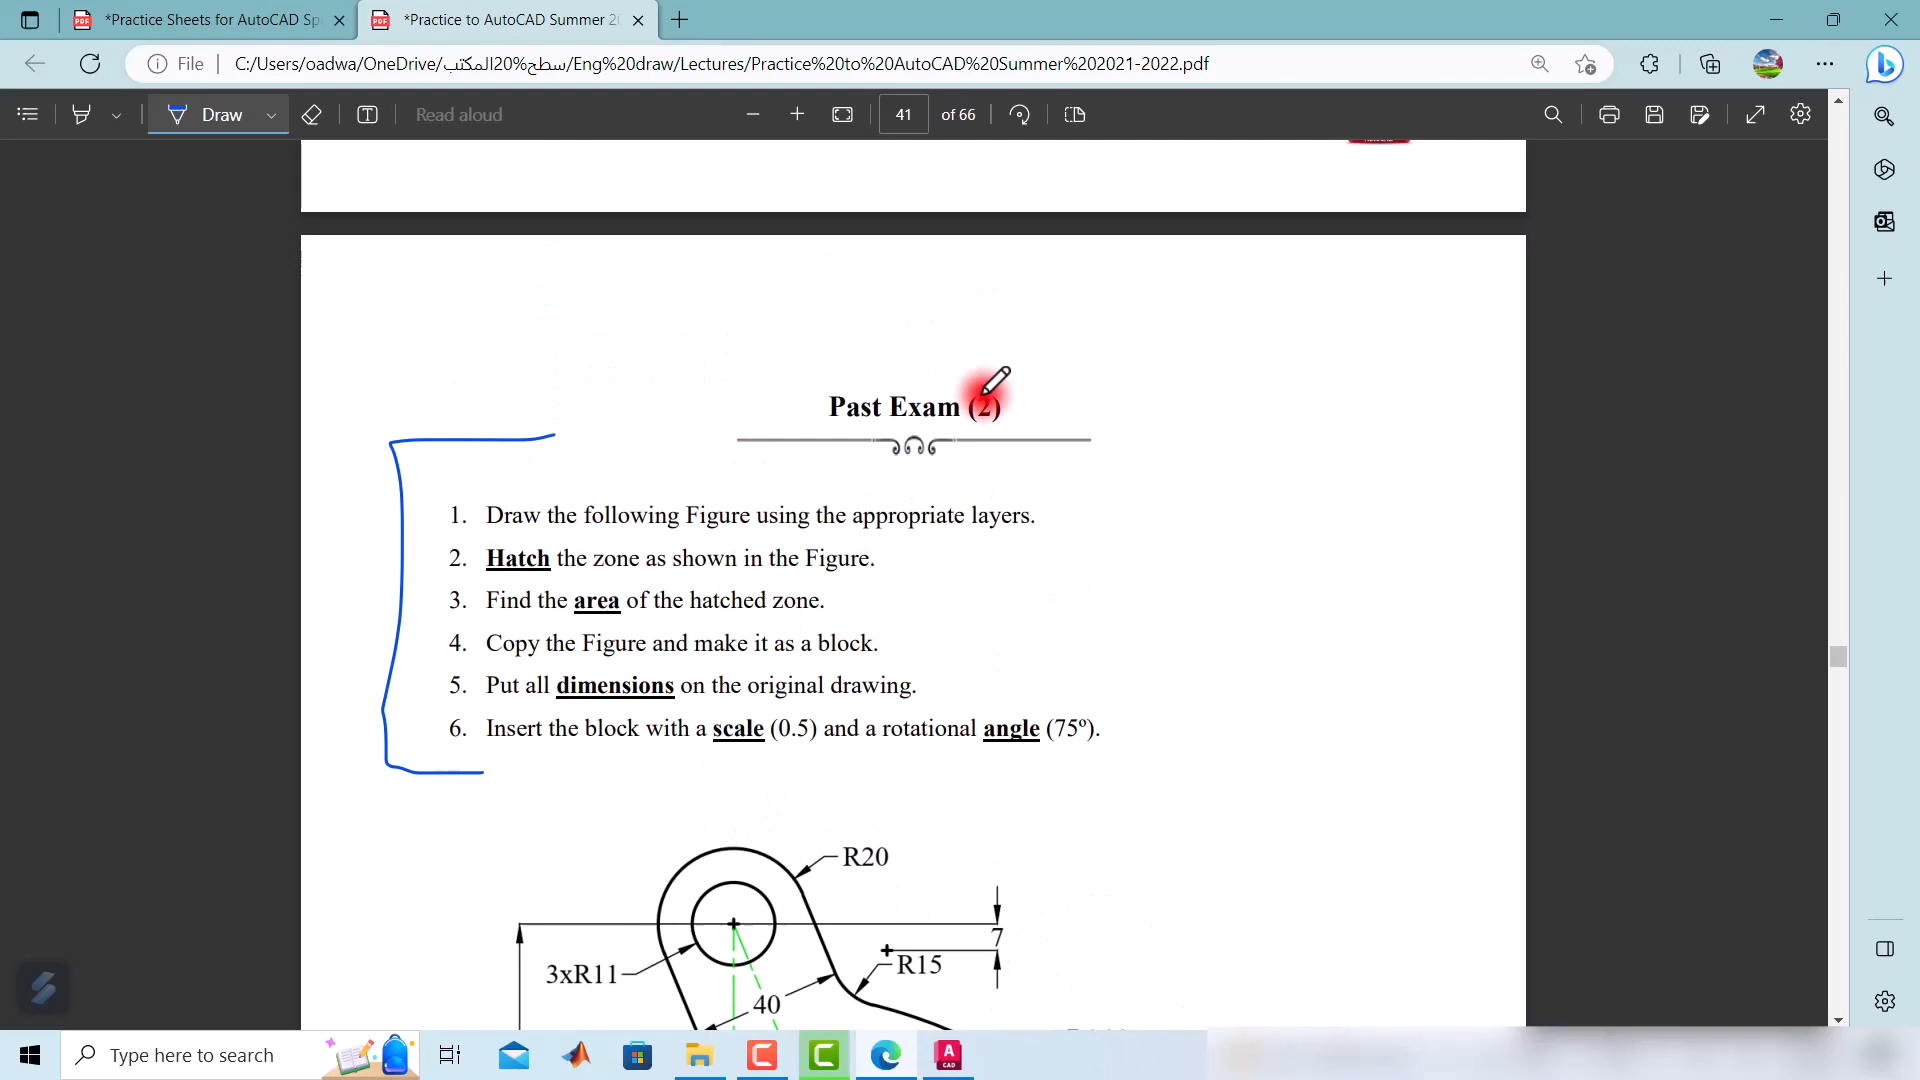 *Practice Sheets for AutoCAD Sp
*Practice to AutoCAD Summer 20
File
C:/Users/oadwa/OneDrive/سطح%20المكتب/Eng%20draw/Lectures/Practice%20to%20AutoCAD%20Summer%202021-2022.pdf
Draw
Read aloud
41
of 66
Past Exam (2)
1. Draw the following Figure using the appropriate layers.
2. Hatch the zone as shown in the Figure.
3. Find the area of the hatched zone.
4. Copy the Figure and make it as a block.
5. Put all dimensions on the original drawing.
6. Insert the block with a scale (0.5) and a rotational angle (75º).
R20
7
R15
3xR11
40
Type here to search
A
CAD